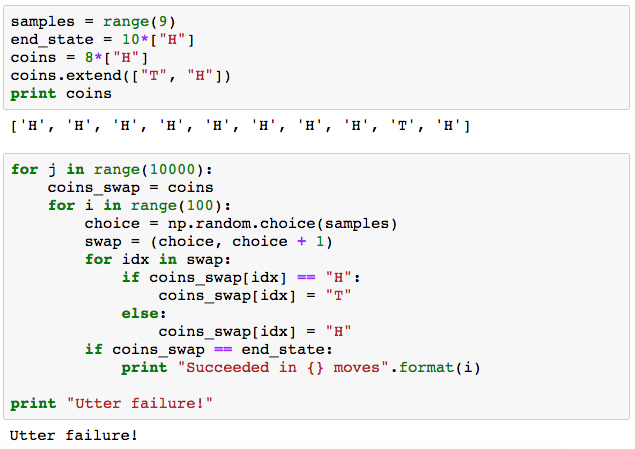 samples = range(9)
end_state = 10*["H"]
coins = 8*["H"]
coins.extend(["T", "H"])
print coins
['H', 'H', 'H', 'H', 'H', 'H', 'H', 'H', 'T', 'H']
for j in range(10000):
    coins_swap = coins
    for i in range(100):
        choice = np.random.choice(samples)
        swap = (choice, choice + 1)
        for idx in swap:
            if coins_swap[idx] == "H":
                coins_swap[idx] = "T"
            else:
                coins_swap[idx] = "H"
        if coins_swap == end_state:
            print "Succeeded in {} moves".format(i)
print "Utter failure!"
Utter failure!